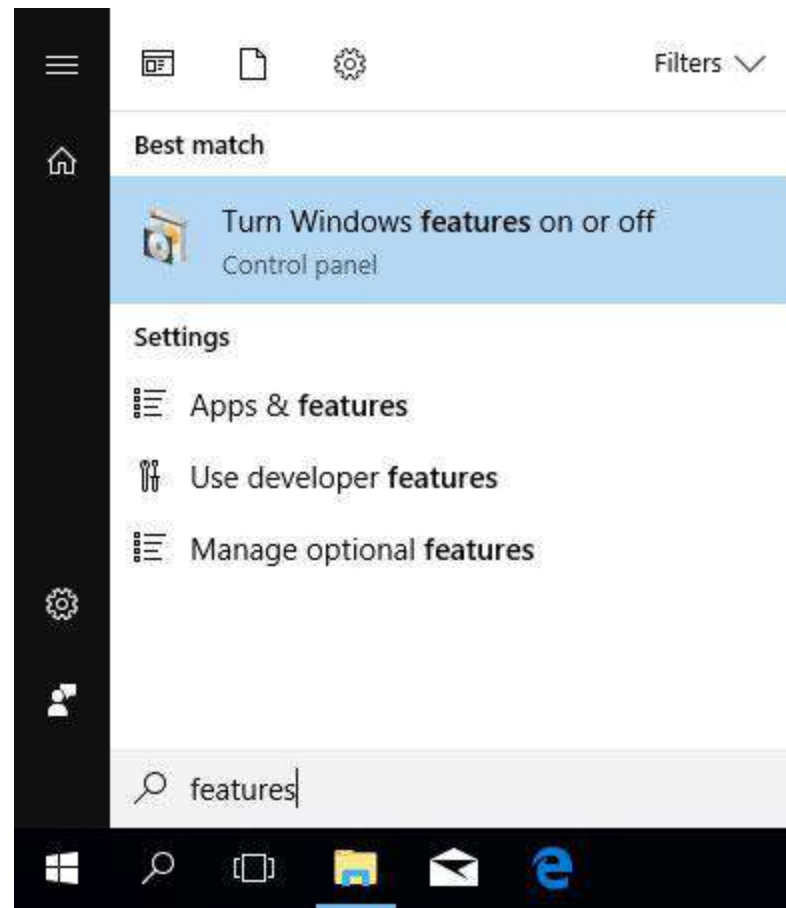 Filters
Best match
Turn Windows features on or off
Control panel
Settings
Apps & features
Use developer features
Manage optional features
features